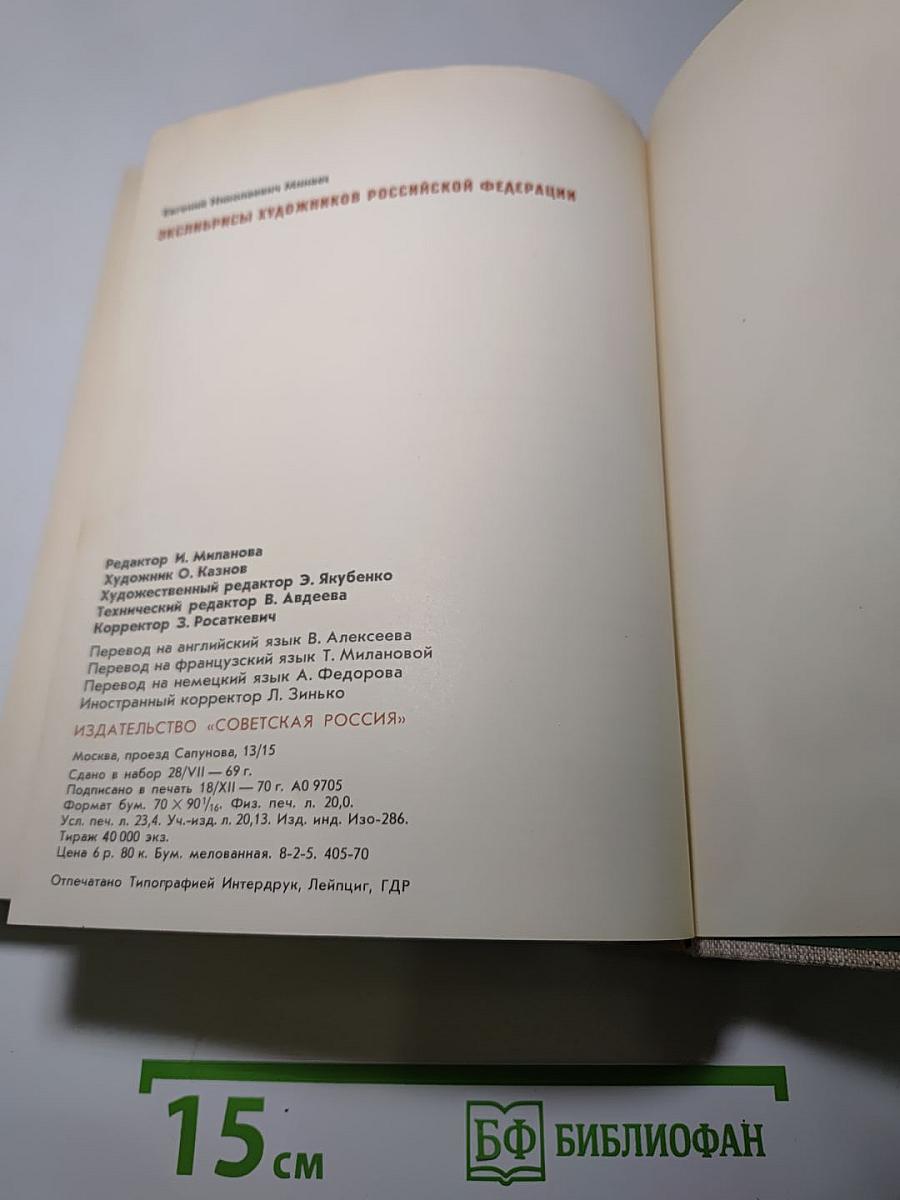 Евгений Николаевич Минаев
ЭКСЛИБРИСЫ ХУДОЖНИКОВ РОССИЙСКОЙ ФЕДЕРАЦИИ
Редактор И. Миланова
Художник О. Казнов
Художественный редактор Э. Якубенко
Технический редактор В. Авдеева
Корректор З. Росаткевич
Перевод на английский язык В. Алексеева
Перевод на французский язык Т. Милановой
Перевод на немецкий язык А. Федорова
Иностранный корректор Л. Зинько
ИЗДАТЕЛЬСТВО «СОВЕТСКАЯ РОССИЯ»
Москва, проезд Сапунова, 13/15
Сдано в набор 28/VII — 69 г.
Подписано в печать 18/XII — 70 г. А0 9705
Формат бум. 70 × 90 1/16. Физ. печ. л. 20,0.
Усл. печ. л. 23,4. Уч.-изд. л. 20,13. Изд. инд. Изо-286.
Тираж 40 000 экз.
Цена 6 р. 80 к. Бум. мелованная. 8-2-5. 405-70
Отпечатано Типографией Интердрук, Лейпциг, ГДР
15 см
БФ БИБЛИОФАН